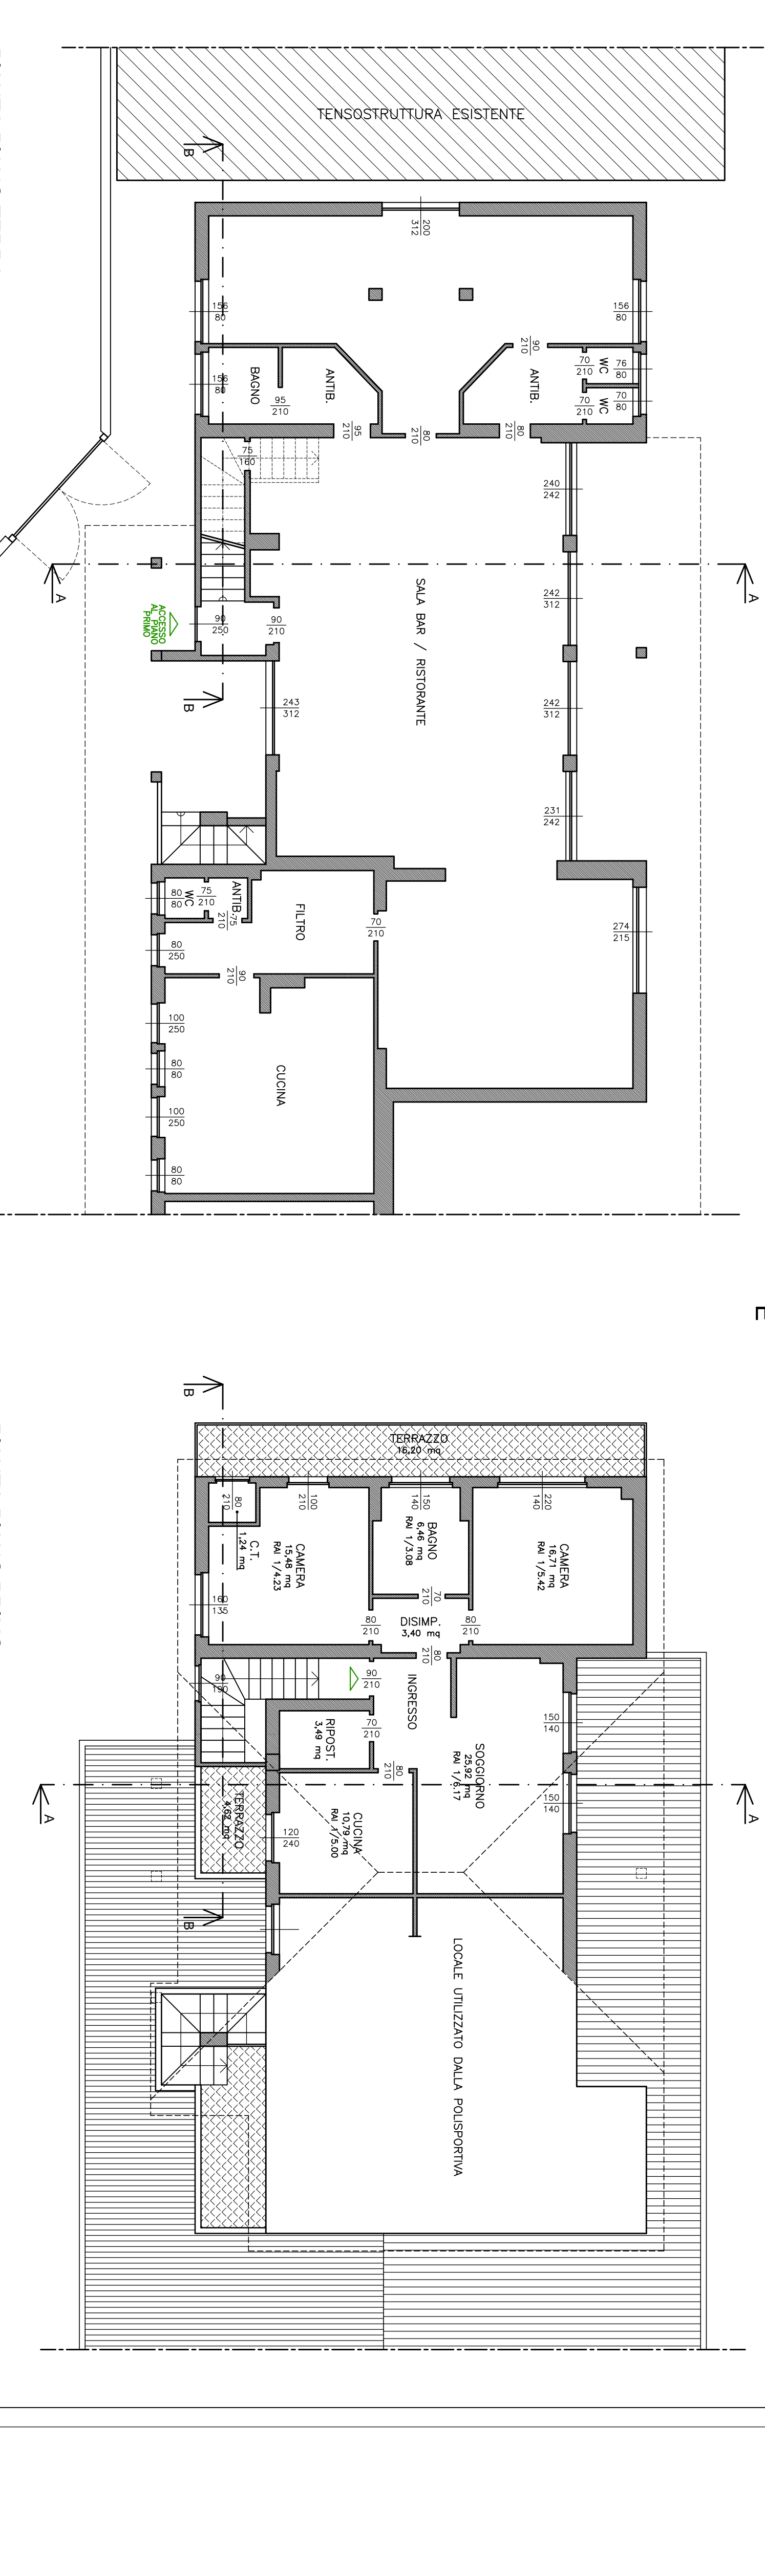 TENSOSTRUTTURA ESISTENTE
B
200
312
156
80
156
80
90
210
70
210
WC
76
80
156
80
BAGNO
ANTIB.
ANTIB.
70
210
WC
70
80
95
210
95
210
80
210
80
210
75
160
240
242
A
A
SALA BAR / RISTORANTE
242
312
ACCESSO
AL PIANO
PRIMO
90
250
90
210
B
243
312
242
312
231
242
80
80
WC
75
210
ANTIB.
75
210
FILTRO
70
210
274
215
80
250
90
210
100
250
CUCINA
80
80
100
250
80
80
B
TERRAZZO
16,20 mq
80
210
100
210
150
140
220
140
C.T.
1,24 mq
CAMERA
15,48 mq
RAI 1/4.23
BAGNO
6,46 mq
RAI 1/3.08
CAMERA
16,71 mq
RAI 1/5.42
160
135
70
210
80
210
DISIMP.
3,40 mq
80
210
80
210
90
190
90
210
INGRESSO
RIPOST.
3,49 mq
70
210
150
140
SOGGIORNO
25,92 mq
RAI 1/6.17
80
210
A
A
150
140
TERRAZZO
4,62 mq
120
240
CUCINA
10,79 mq
RAI 1/5.00
B
LOCALE UTILIZZATO DALLA POLISPORTIVA